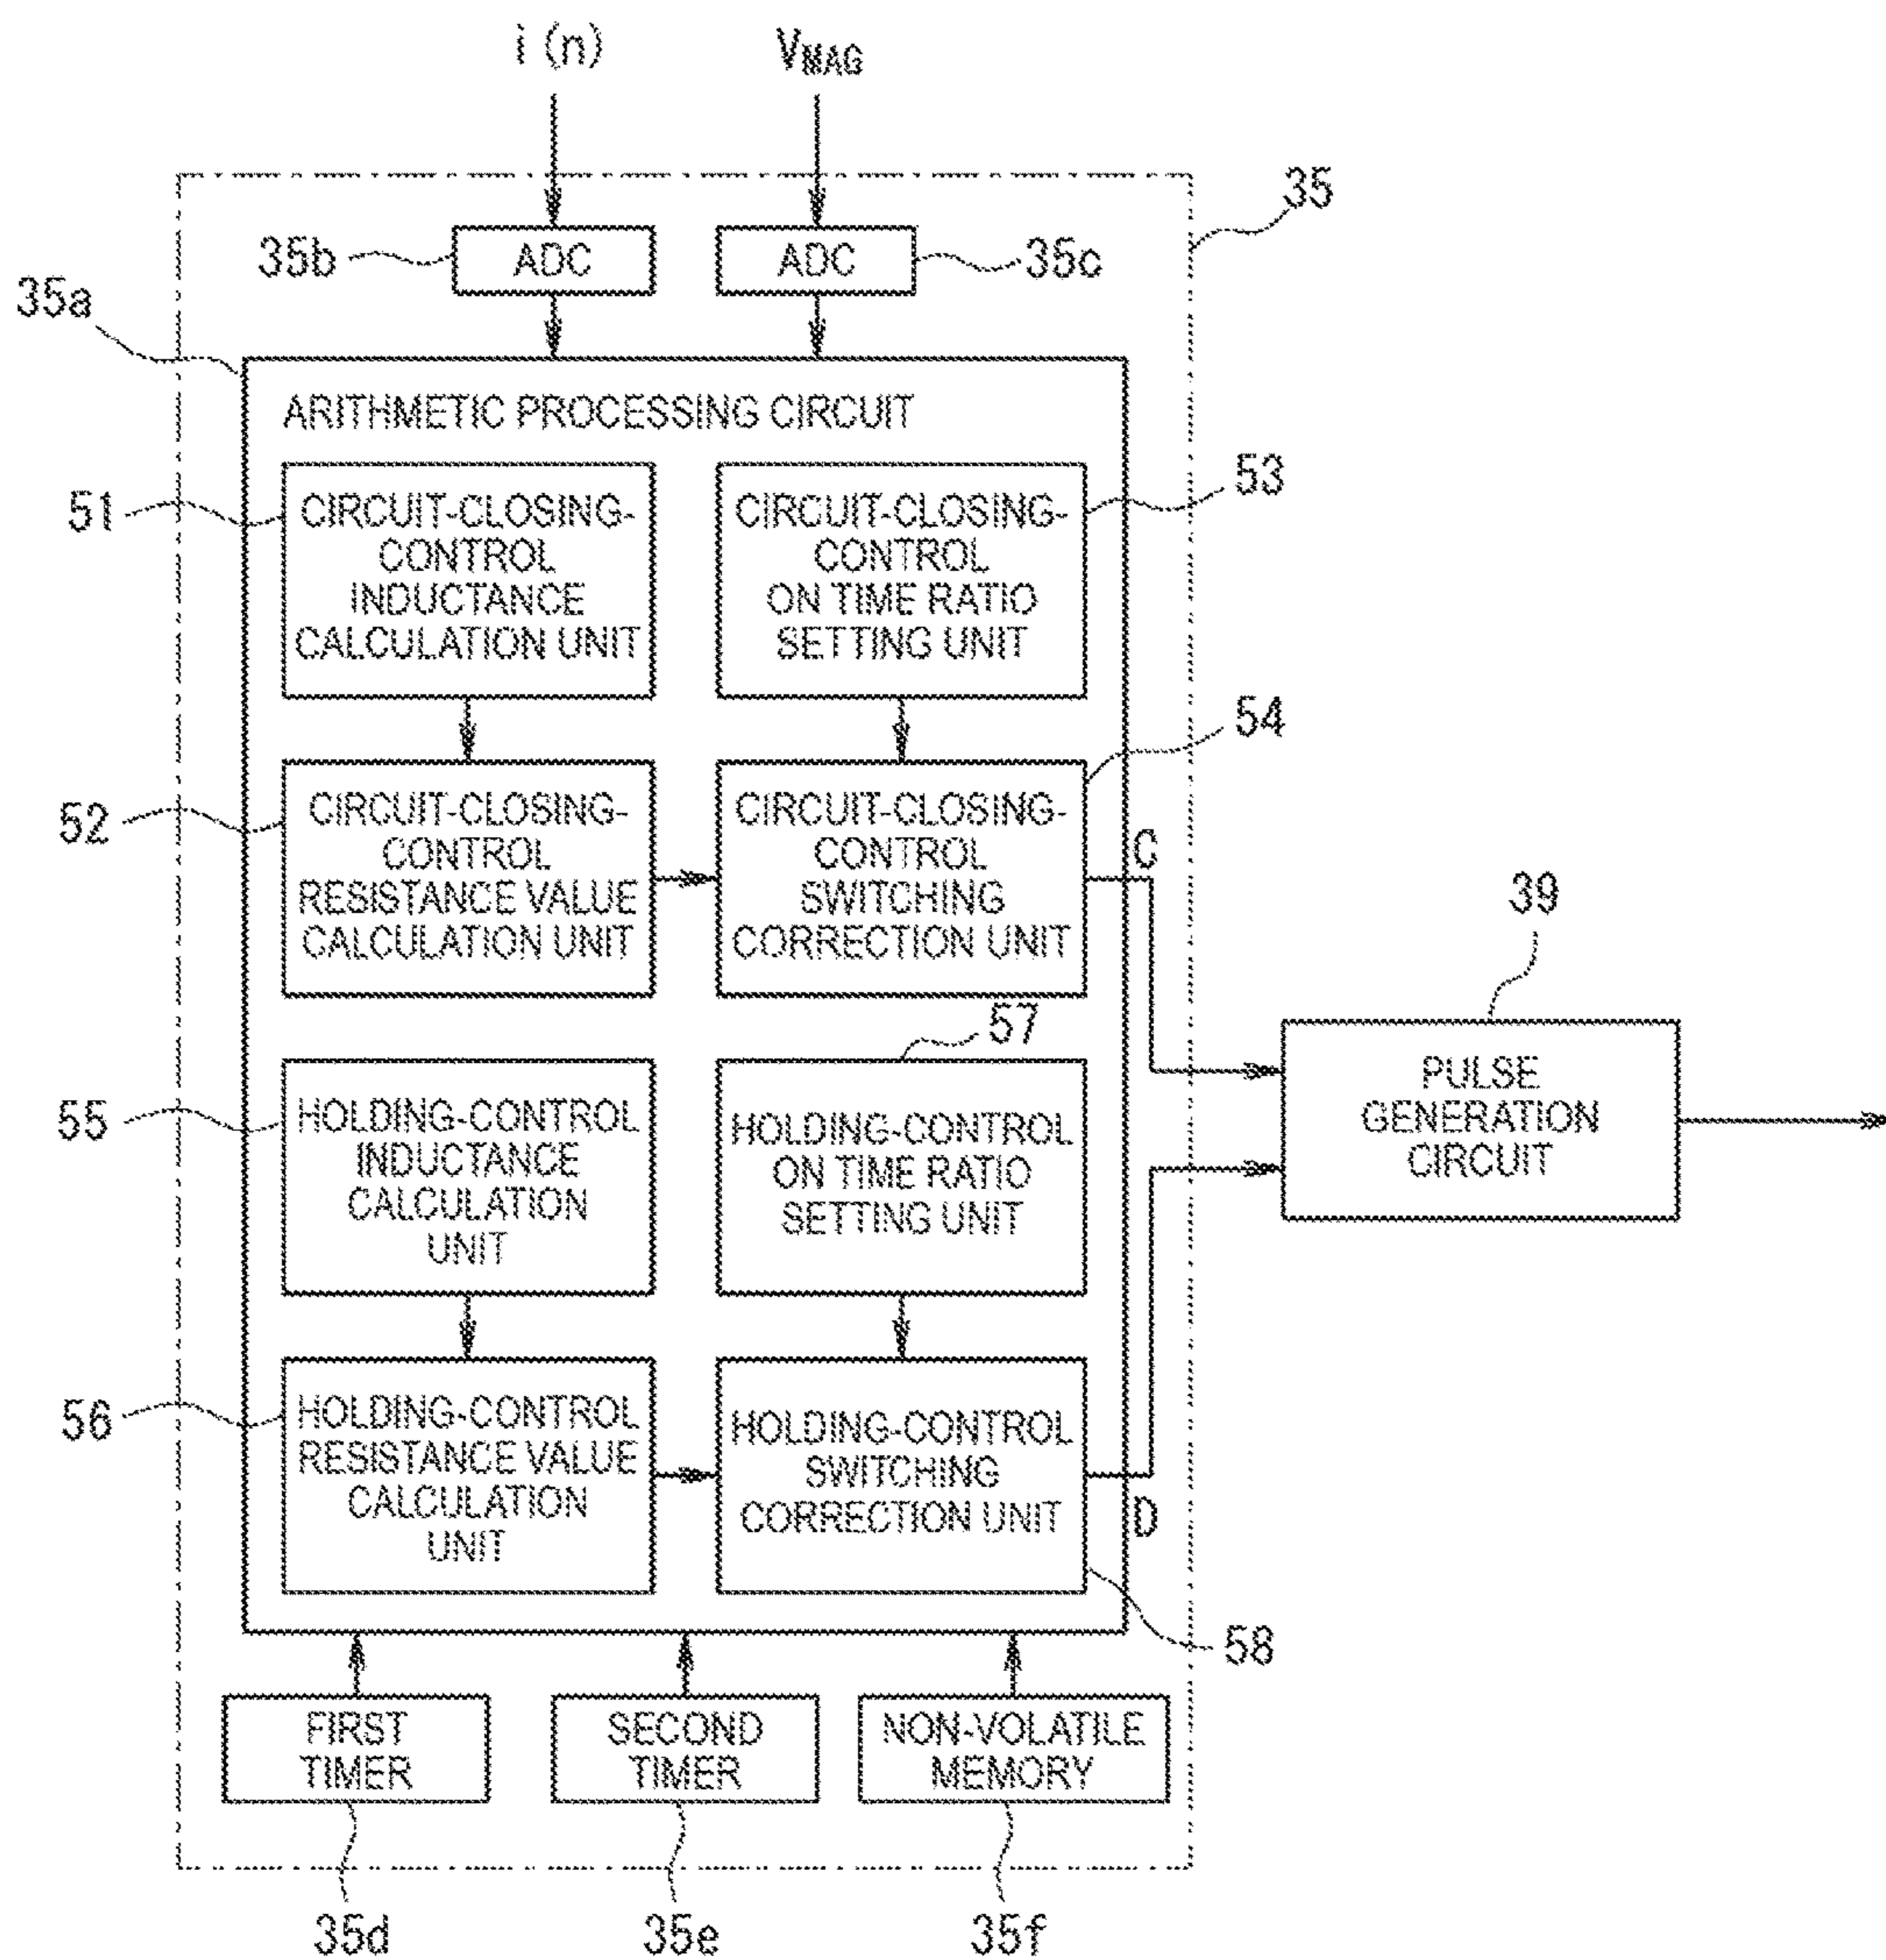 i (n)
VMAG
35
35b
ADC
ADC
35c
35a
ARITHMETIC PROCESSING CIRCUIT
51
CIRCUIT-CLOSING-
CONTROL
INDUCTANCE
CALCULATION UNIT
CIRCUIT-CLOSING-
CONTROL
ON TIME RATIO
SETTING UNIT
53
54
52
CIRCUIT-CLOSING-
CONTROL
RESISTANCE VALUE
CALCULATION UNIT
CIRCUIT-CLOSING-
CONTROL
SWITCHING
CORRECTION UNIT
C
39
PULSE
GENERATION
CIRCUIT
57
55
HOLDING-CONTROL
INDUCTANCE
CALCULATION
UNIT
HOLDING-CONTROL
ON TIME RATIO
SETTING UNIT
56
HOLDING-CONTROL
RESISTANCE VALUE
CALCULATION
UNIT
HOLDING-CONTROL
SWITCHING
CORRECTION UNIT
D
58
FIRST
TIMER
SECOND
TIMER
NON-VOLATILE
MEMORY
35d
35e
35f